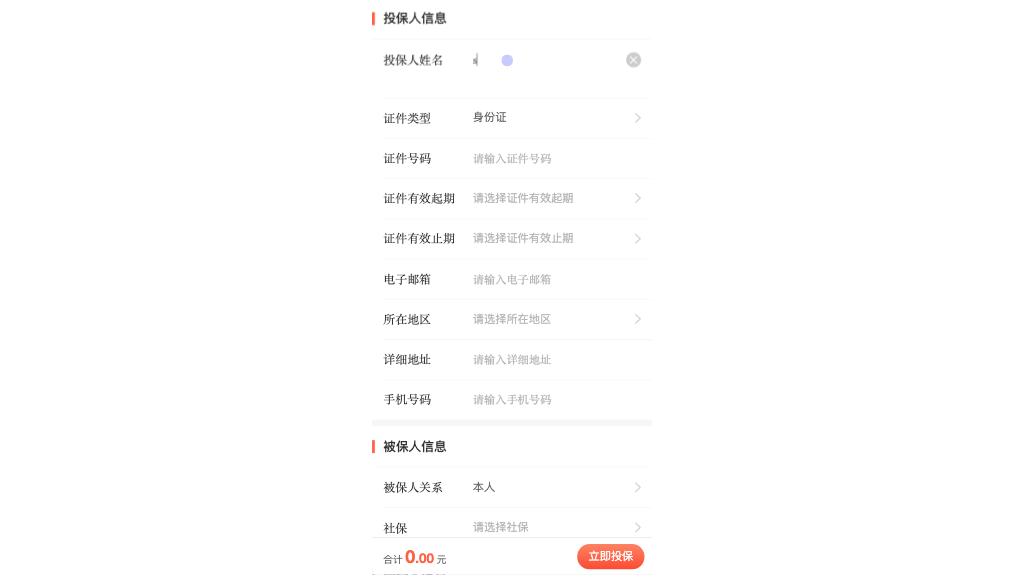 投保人信息
投保人姓名
证件类型 身份证
证件号码 请输入证件号码
证件有效起期 请选择证件有效起期
证件有效止期 请选择证件有效止期
电子邮箱 请输入电子邮箱
所在地区 请选择所在地区
详细地址 请输入详细地址
手机号码 请输入手机号码
被保人信息
被保人关系 本人
社保 请选择社保
合计 0.00 元 立即投保